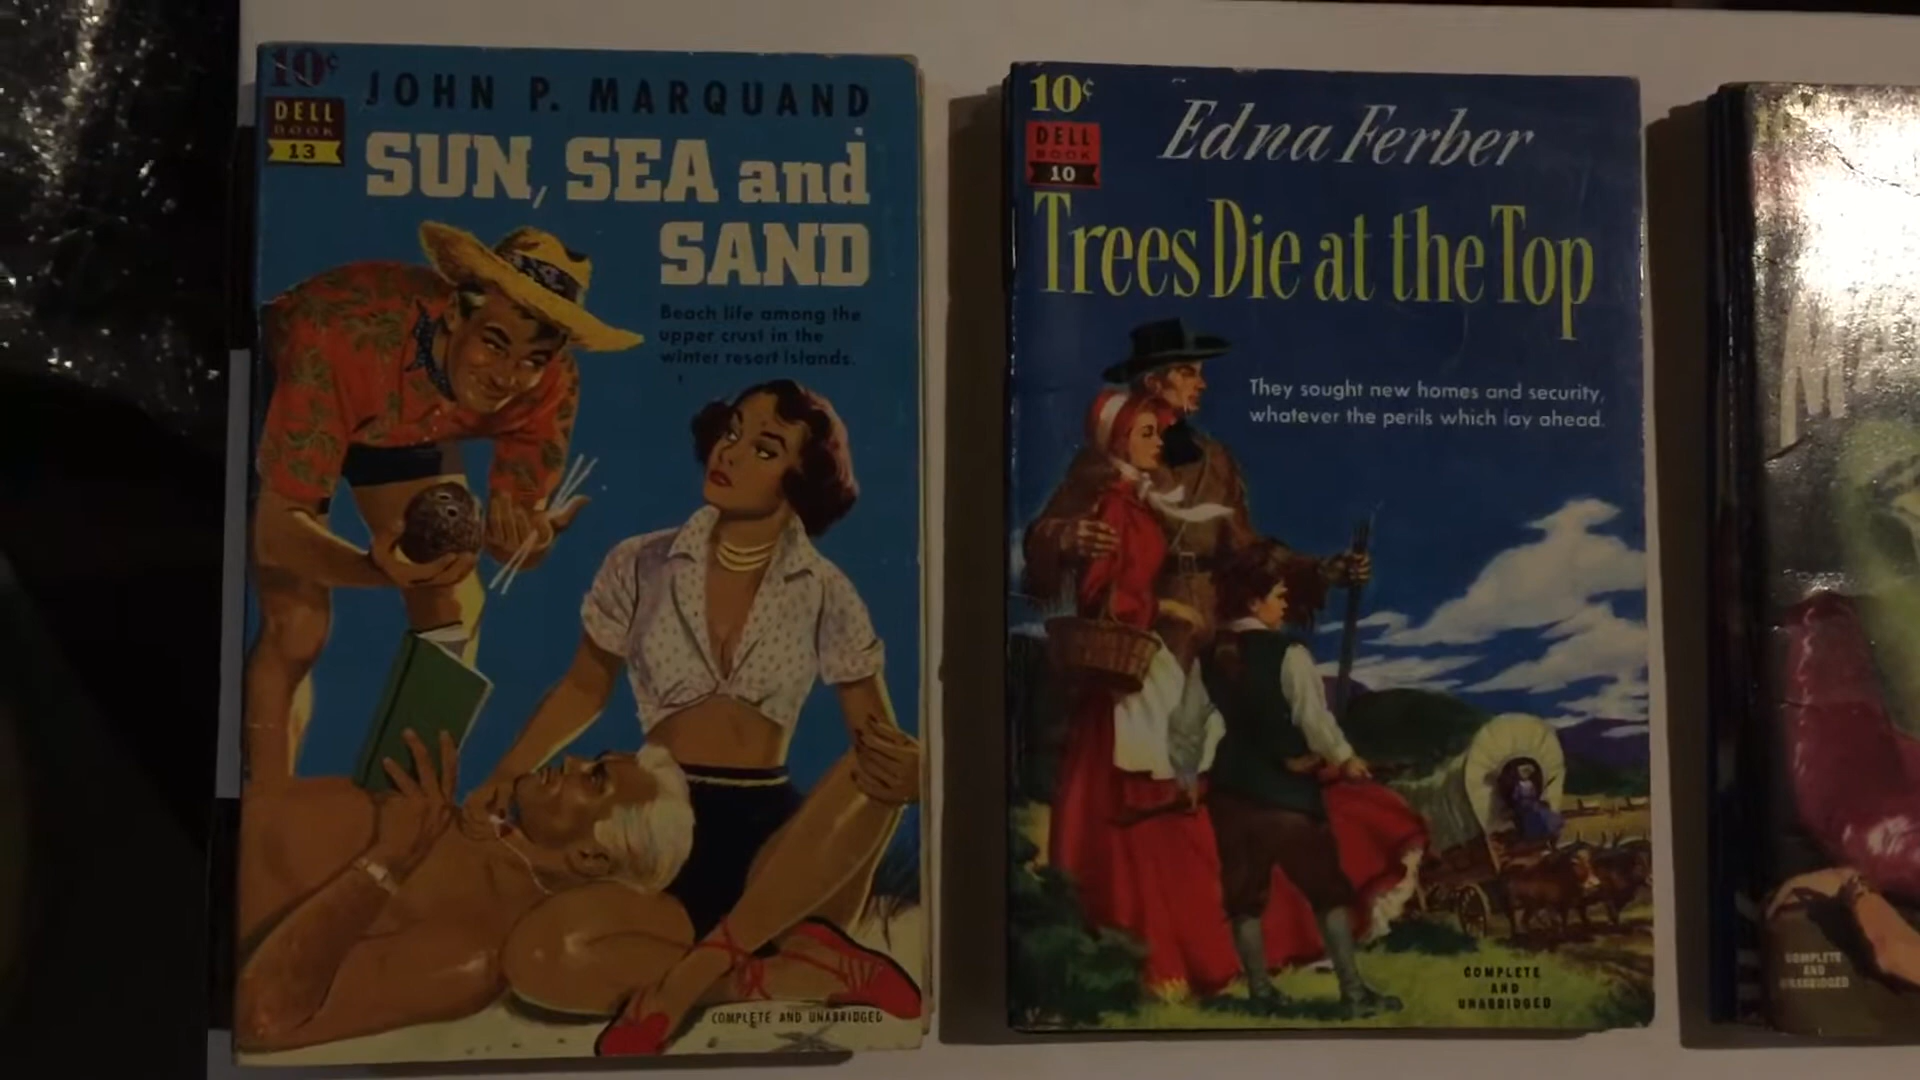 10¢
DELL
BOOK
13
JOHN P. MARQUAND
SUN, SEA and
SAND
Beach life among the
upper crust in the
winter resort islands.
COMPLETE AND UNABRIDGED
10¢
DELL
BOOK
10
Edna Ferber
Trees Die at the Top
They sought new homes and security,
whatever the perils which lay ahead.
COMPLETE
AND
UNABRIDGED
COMPLETE
AND
UNABRIDGED